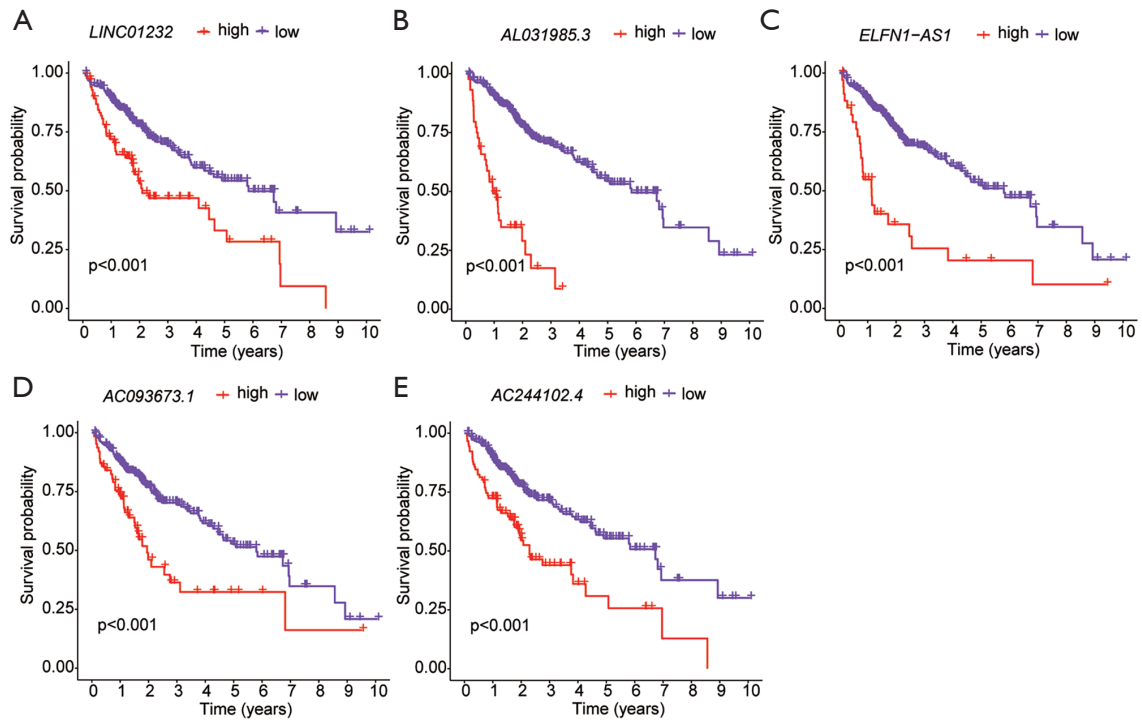 A
LINC01232 high low
Survival probability
1.00
0.75
0.50
0.25
0.00
p<0.001
0 1 2 3 4 5 6 7 8 9 10
Time (years)
B
AL031985.3 high low
Survival probability
1.00
0.75
0.50
0.25
0.00
p<0.001
0 1 2 3 4 5 6 7 8 9 10
Time (years)
C
ELFN1−AS1 high low
Survival probability
1.00
0.75
0.50
0.25
0.00
p<0.001
0 1 2 3 4 5 6 7 8 9 10
Time (years)
D
AC093673.1 high low
Survival probability
1.00
0.75
0.50
0.25
0.00
p<0.001
0 1 2 3 4 5 6 7 8 9 10
Time (years)
E
AC244102.4 high low
Survival probability
1.00
0.75
0.50
0.25
0.00
p<0.001
0 1 2 3 4 5 6 7 8 9 10
Time (years)